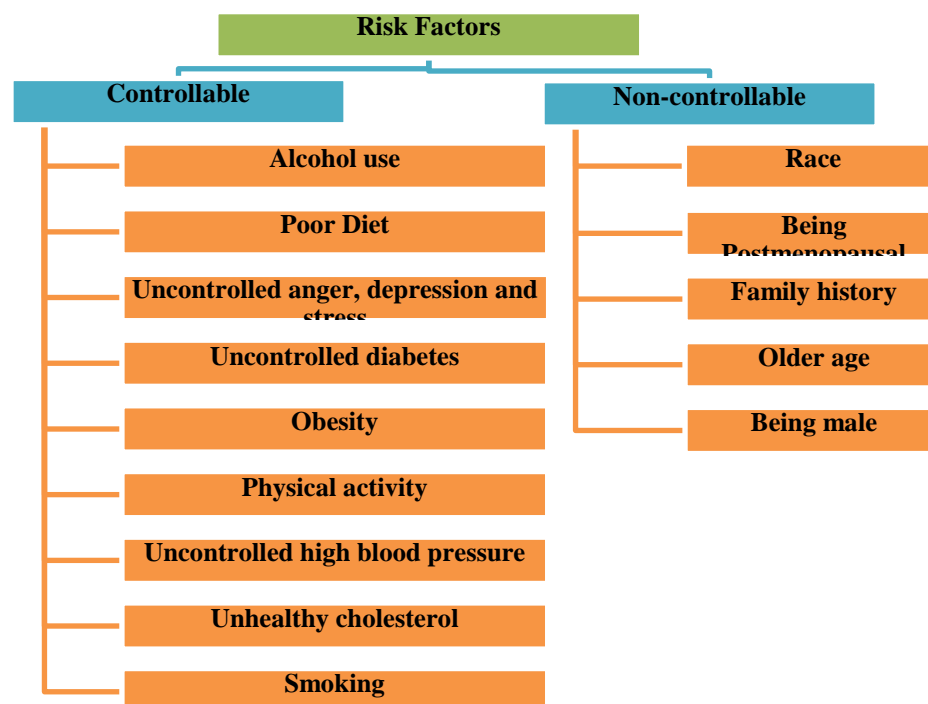 Risk Factors
Controllable
Non-controllable
Alcohol use
Poor Diet
Uncontrolled anger, depression and
stress
Uncontrolled diabetes
Obesity
Physical activity
Uncontrolled high blood pressure
Unhealthy cholesterol
Smoking
Race
Being
Postmenopausal
Family history
Older age
Being male